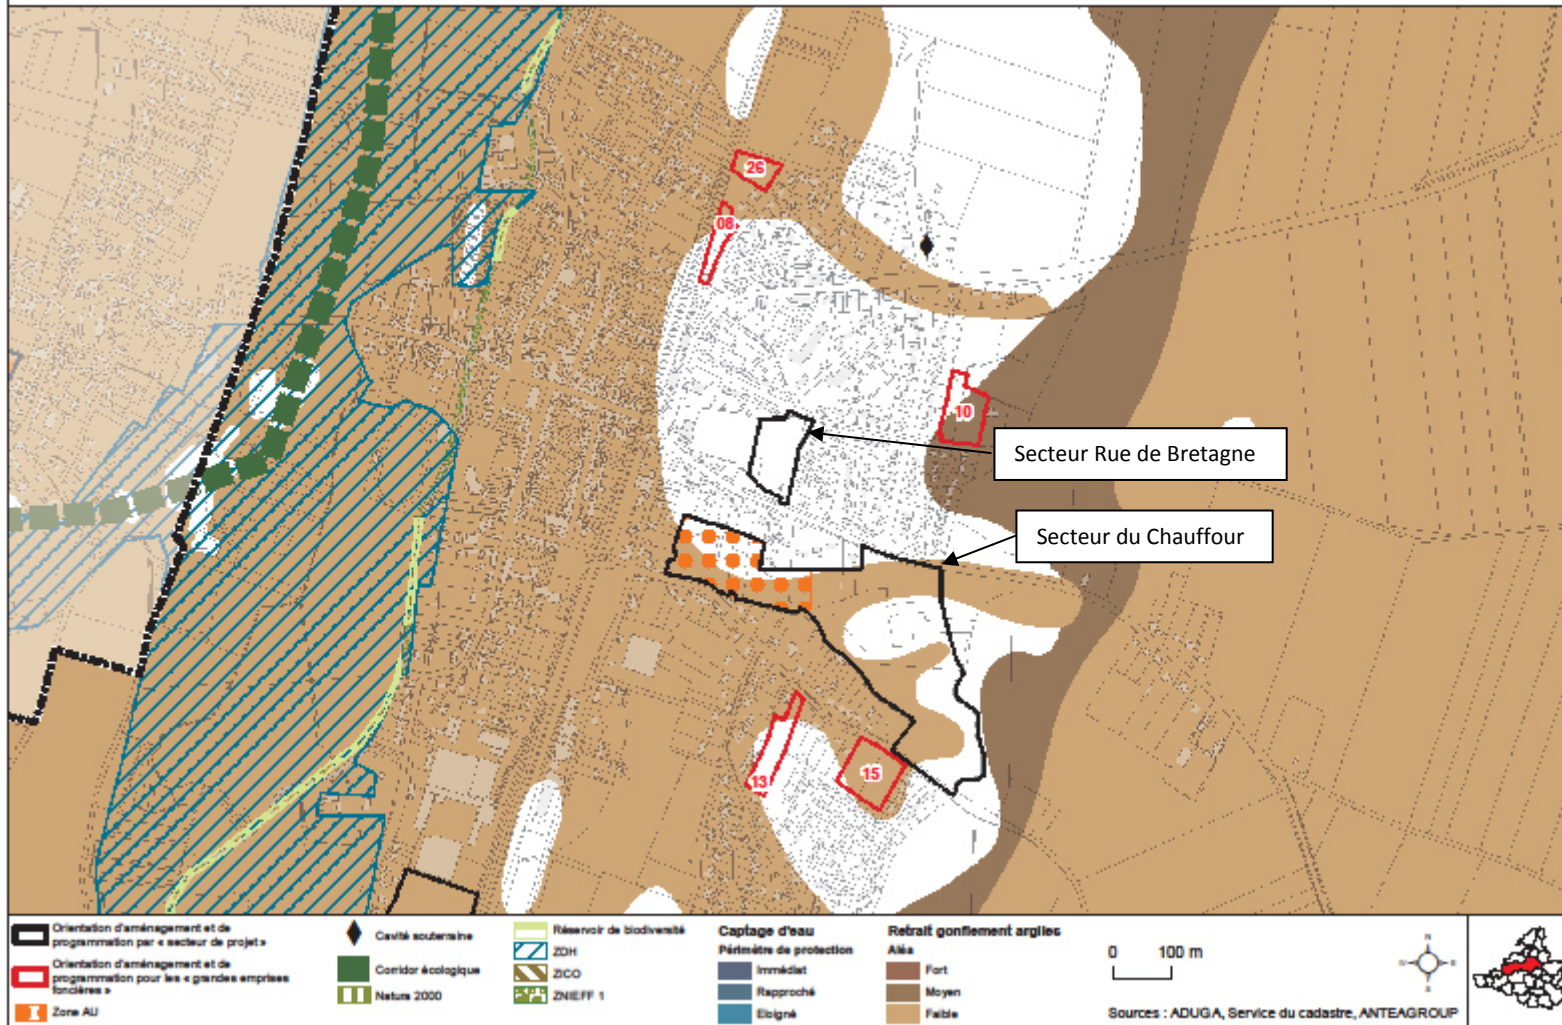 26
08
10
Secteur Rue de Bretagne
Secteur du Chauffour
13
15
Orientation d'aménagement et de
programmation par « secteur de projet »
Orientation d'aménagement et de
programmation pour les « grandes emprises
foncières »
Zone AU
Cavité souterraine
Corridor écologique
Natura 2000
Réservoir de biodiversité
ZDH
ZICO
ZNIEFF 1
Captage d'eau
Périmètre de protection
Immédiat
Rapproché
Eloigné
Retrait gonflement argiles
Aléa
Fort
Moyen
Faible
0 100 m
N
Sources : ADUGA, Service du cadastre, ANTEAGROUP